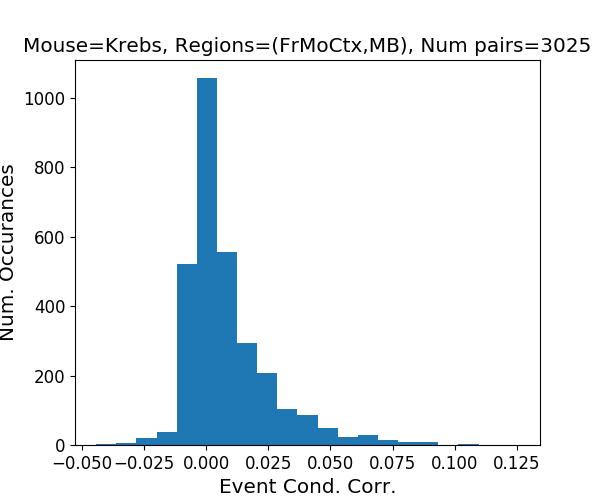 Mouse=Krebs, Regions=(FrMoCtx,MB), Num pairs=3025
1000
800
600
400
200
0
Num. Occurances
−0.050 −0.025 0.000 0.025 0.050 0.075 0.100 0.125
Event Cond. Corr.